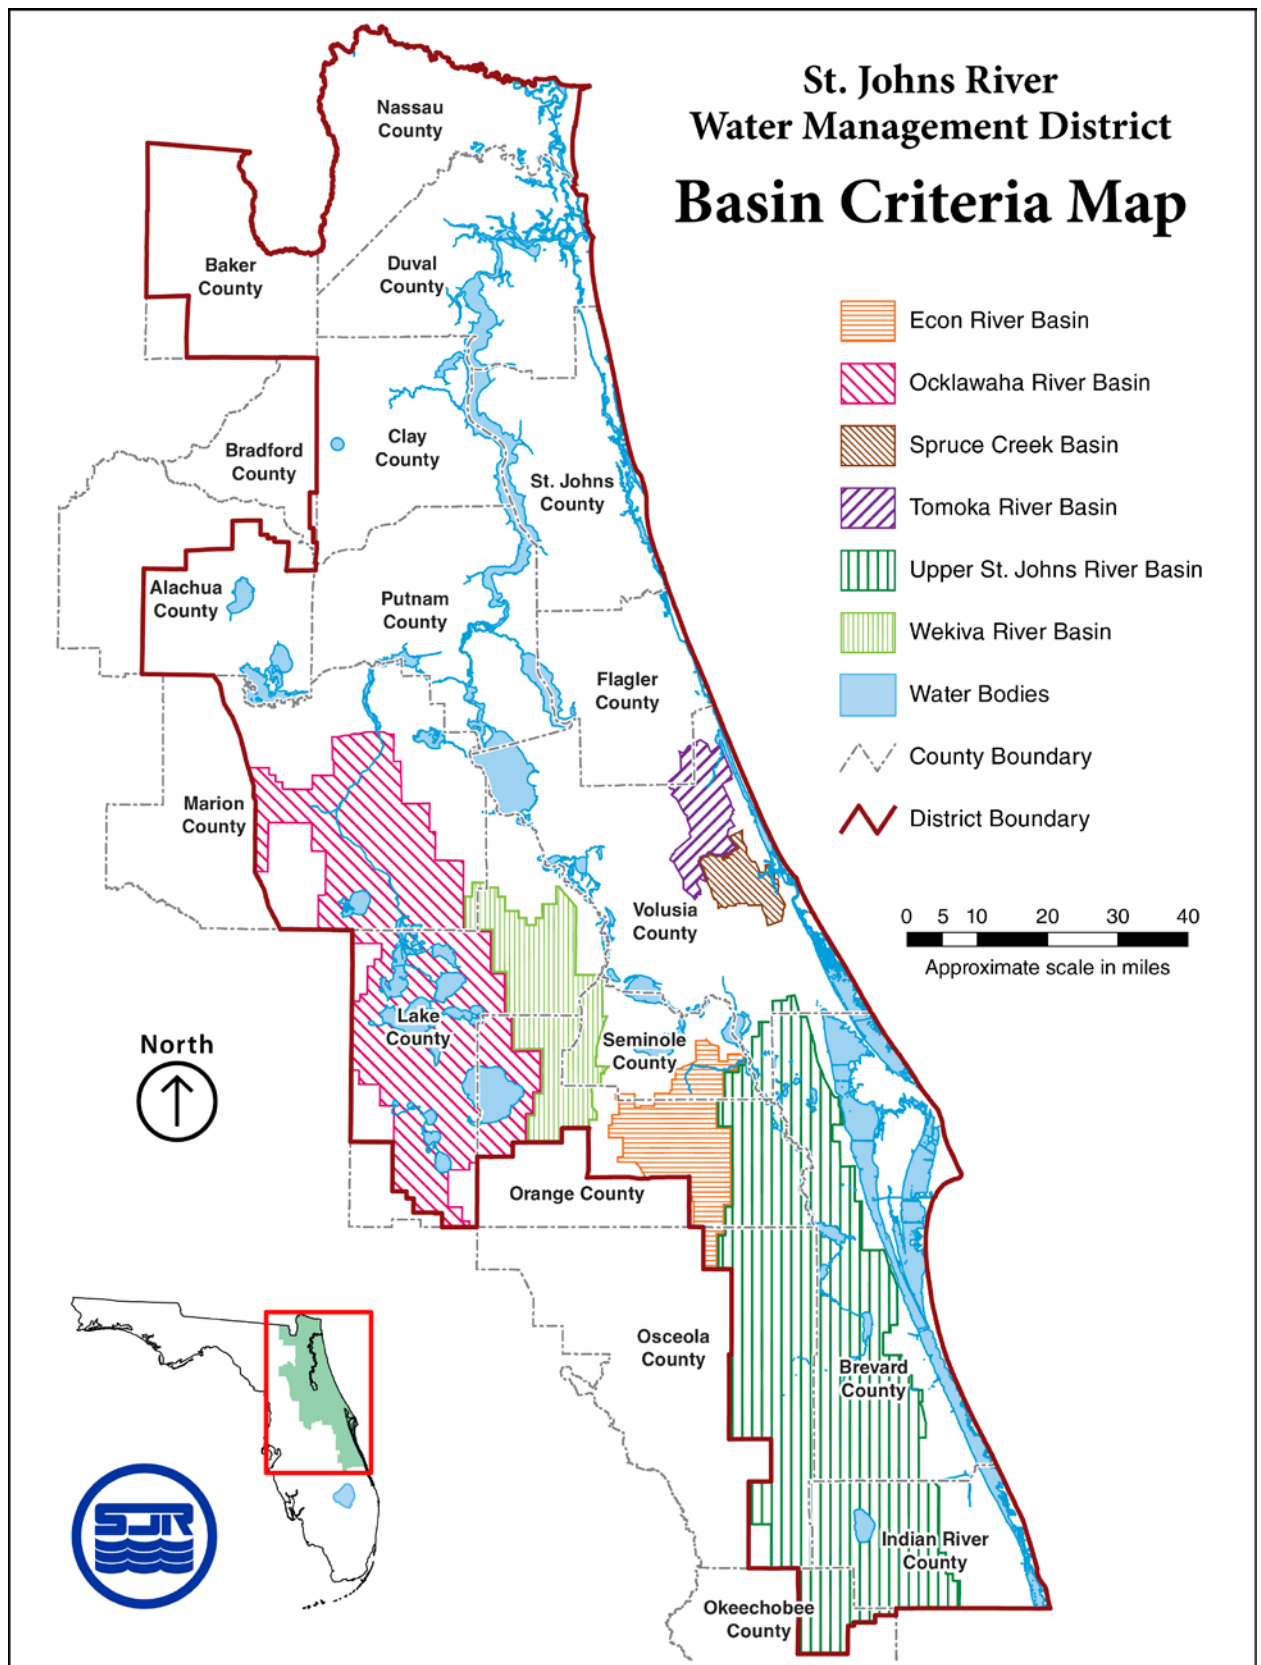 St. Johns River
Water Management District
Basin Criteria Map
Nassau
County
Baker
County
Duval
County
Econ River Basin
Ocklawaha River Basin
Spruce Creek Basin
Tomoka River Basin
Upper St. Johns River Basin
Wekiva River Basin
Water Bodies
County Boundary
District Boundary
0 5 10 20 30 40
Approximate scale in miles
Bradford
County
Clay
County
St. Johns
County
Alachua
County
Putnam
County
Flagler
County
Marion
County
Volusia
County
Lake
County
Seminole
County
North
Orange County
Osceola
County
Brevard
County
Indian River
County
Okeechobee
County
SJR